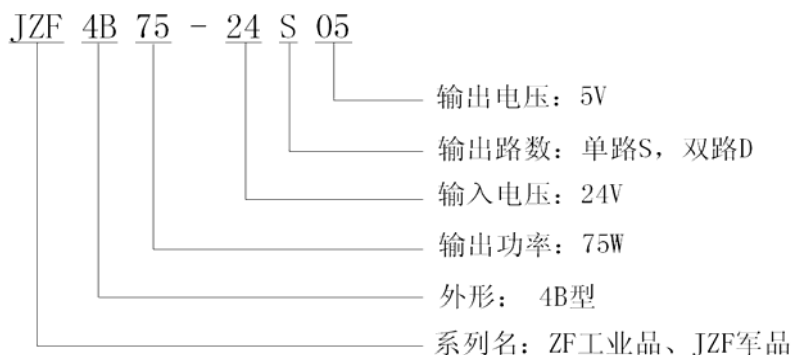 JZF 4B 75 - 24 S 05
输出电压：5V
输出路数：单路S，双路D
输入电压：24V
输出功率：75W
外形： 4B型
系列名：ZF工业品、JZF军品